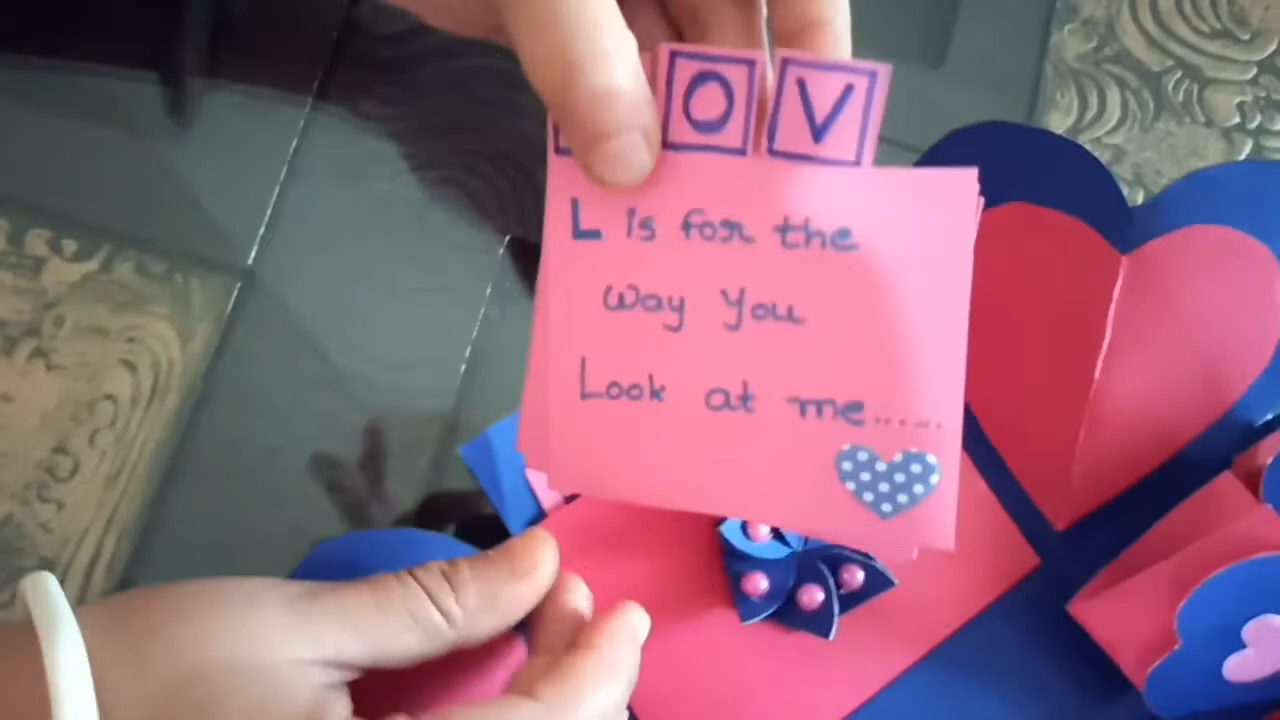 O V
L is for the
way you
Look at me......